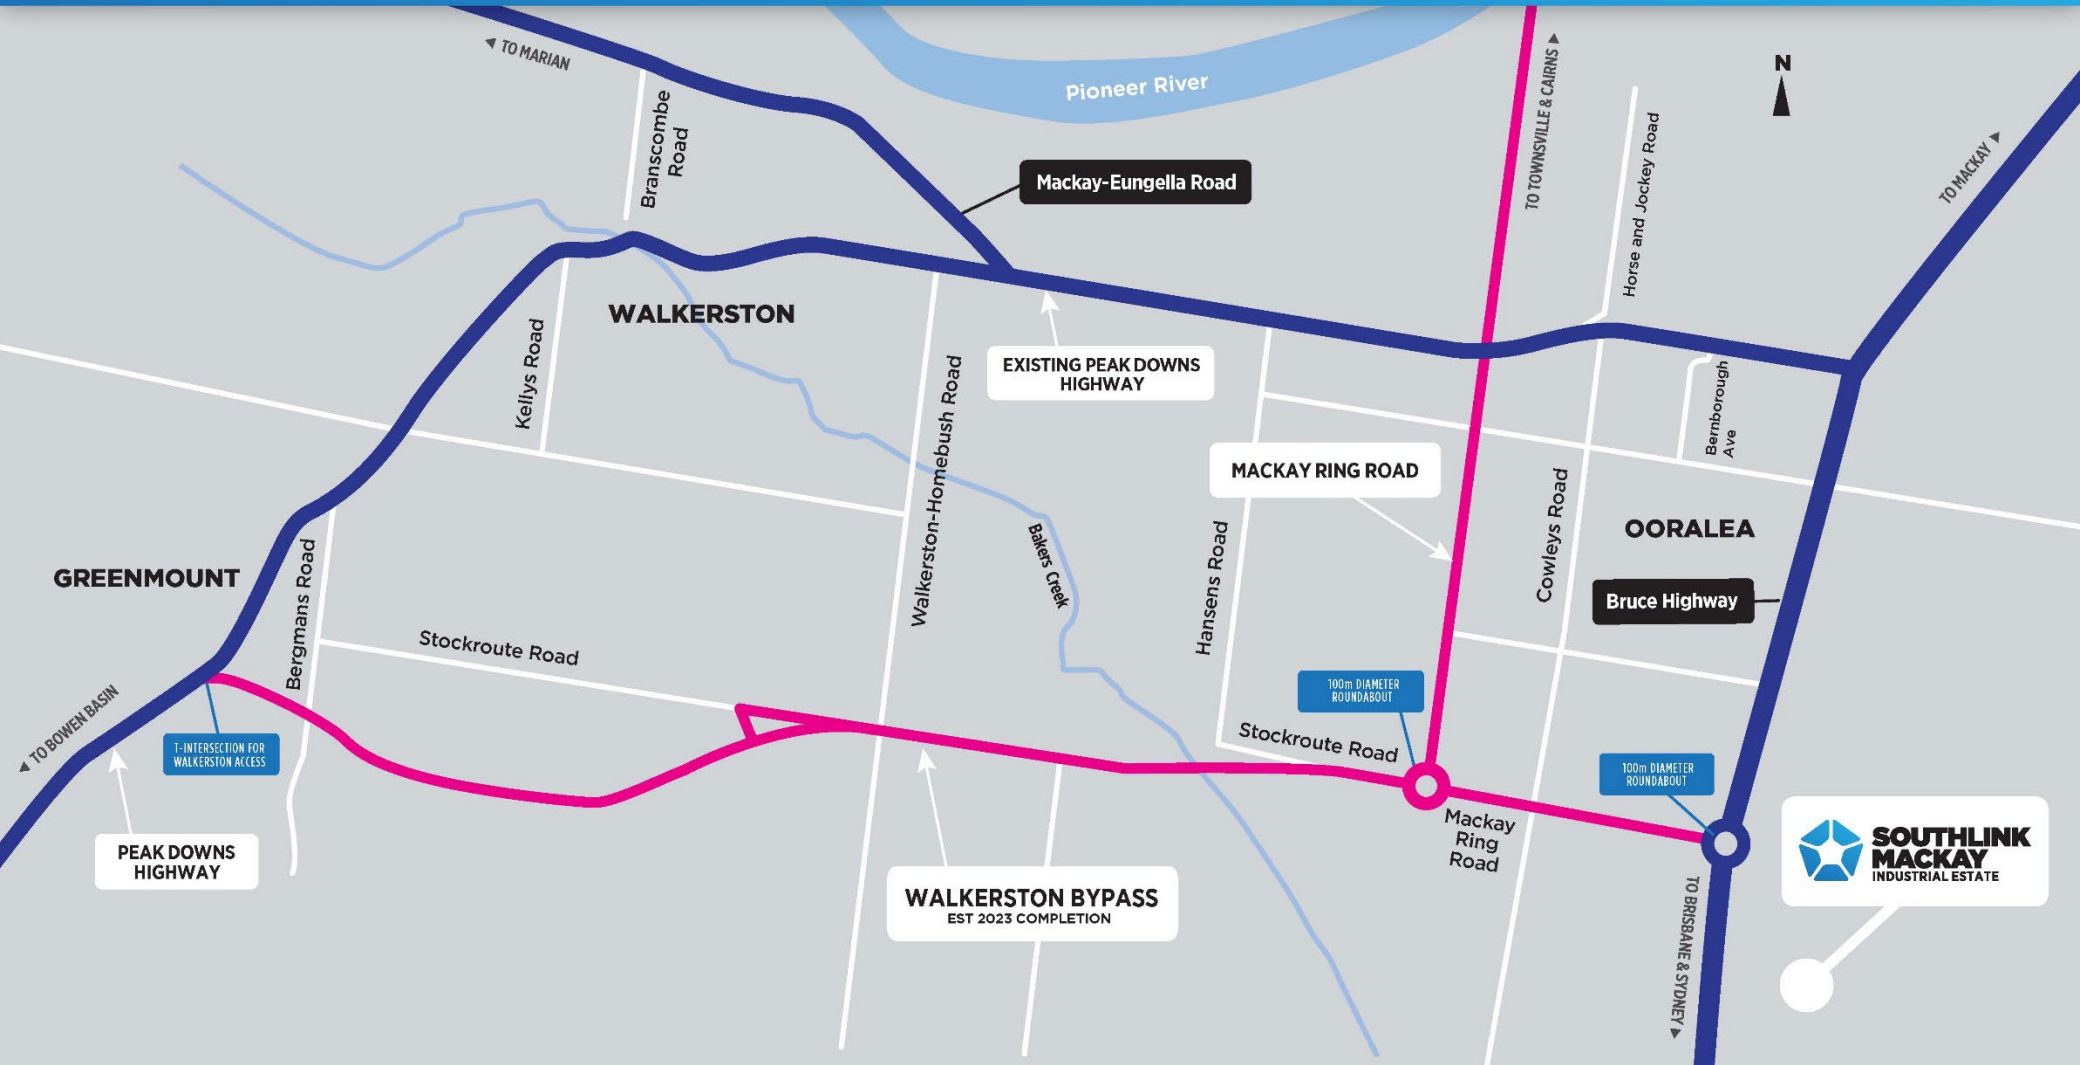 TO MARIAN
Branscombe
Road
Pioneer River
Mackay-Eungella Road
TO TOWNSVILLE & CAIRNS
N
Horse and Jockey Road
TO MACKAY
WALKERSTON
Kellys Road
EXISTING PEAK DOWNS
HIGHWAY
Walkerston-Homebush Road
Bernborough
Ave
MACKAY RING ROAD
Cowleys Road
OORALEA
GREENMOUNT
Bergmans Road
Bakers Creek
Hansens Road
Bruce Highway
Stockroute Road
TO BOWEN BASIN
T-INTERSECTION FOR
WALKERSTON ACCESS
100m DIAMETER
ROUNDABOUT
Stockroute Road
100m DIAMETER
ROUNDABOUT
Mackay
Ring
Road
PEAK DOWNS
HIGHWAY
WALKERSTON BYPASS
EST 2023 COMPLETION
TO BRISBANE & SYDNEY
SOUTHLINK
MACKAY
INDUSTRIAL ESTATE